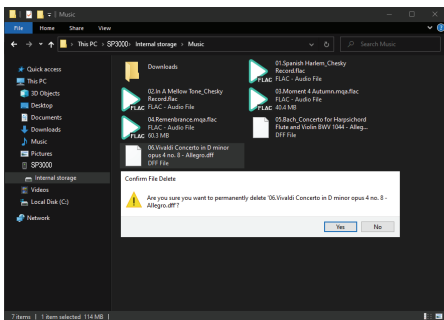 Music
File Home Share View
This PC › SP3000 › Internal storage › Music
Search Music
Quick access
This PC
3D Objects
Desktop
Documents
Downloads
Music
Pictures
SP3000
Internal storage
Videos
Local Disk (C:)
Network
Downloads
01.Spanish Harlem_Chesky
Record.flac
FLAC - Audio File
FLAC
02.In A Mellow Tone_Chesky
Record.flac
FLAC - Audio File
FLAC
03.Moment 4 Autumn.mqa.flac
FLAC - Audio File
40.4 MB
FLAC
04.Remembrance.mqa.flac
FLAC - Audio File
60.3 MB
FLAC
05.Bach_Concerto for Harpsichord
Flute and Violin BWV 1044 - Alleg...
DFF File
06.Vivaldi Concerto in D minor
opus 4 no. 8 - Allegro.dff
DFF File
Confirm File Delete
Are you sure you want to permanently delete '06.Vivaldi Concerto in D minor opus 4 no. 8 -
Allegro.dff'?
Yes No
7 items 1 item selected 114 MB